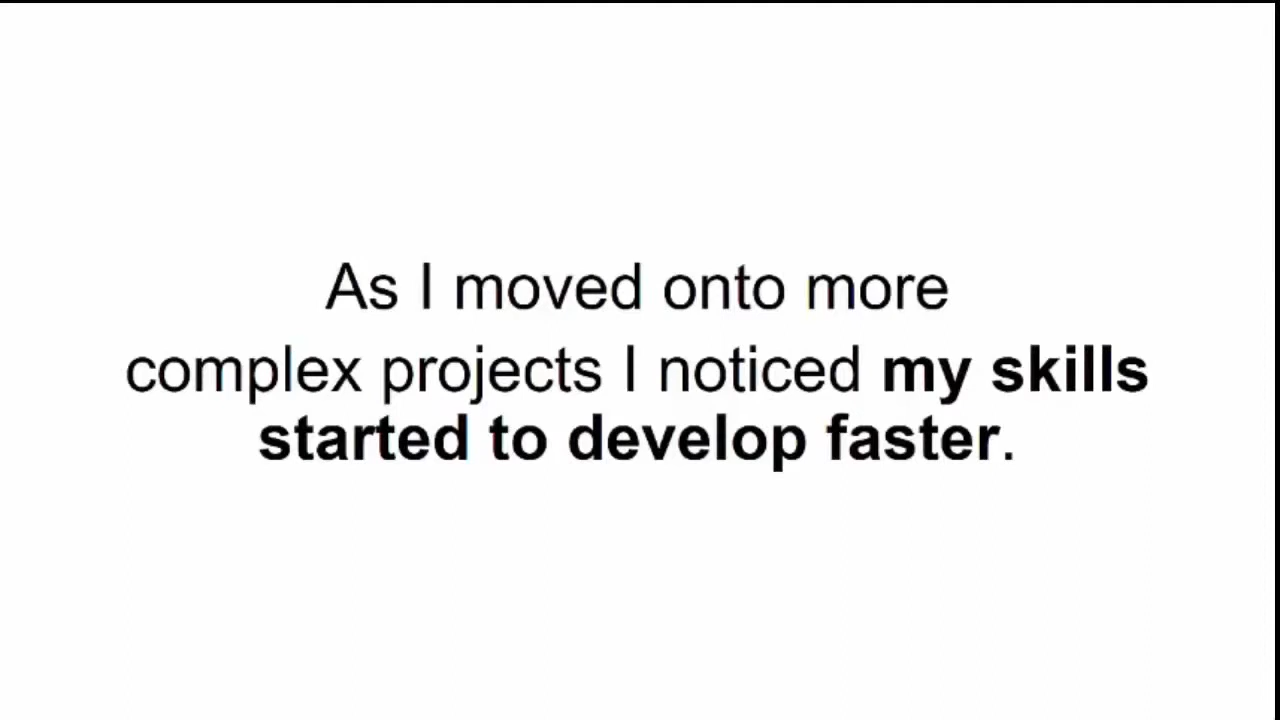 As I moved onto more
complex projects I noticed my skills
started to develop faster.